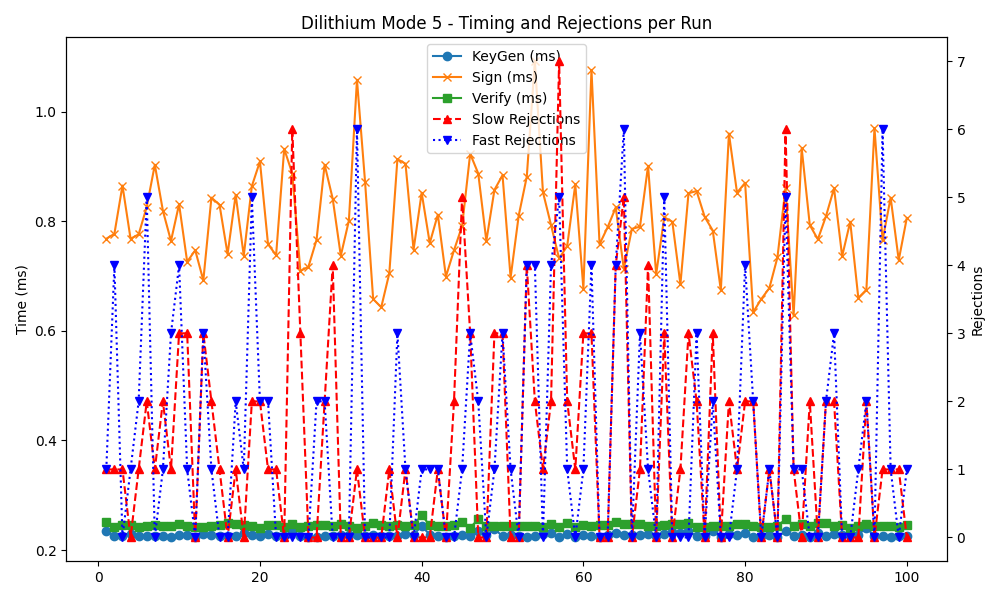 Dilithium Mode 5 - Timing and Rejections per Run
KeyGen (ms)
Sign (ms)
Verify (ms)
Slow Rejections
Fast Rejections
Time (ms)
1.0
0.8
0.6
0.4
0.2
7
6
5
4
3
2
1
0
Rejections
0 20 40 60 80 100